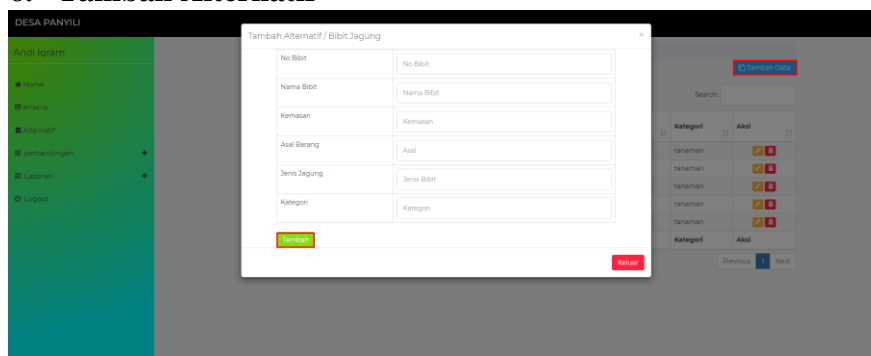 DESA PANYILI
Tambah Alternatif / Bibit Jagung
×
Andi Iqram
Home
Kriteria
Alternatif
perbandingan
Laporan
Logout
No Bibit
No Bibit
Nama Bibit
Nama Bibit
Kemasan
Kemasan
Asal Barang
Asal
Jenis Jagung
Jenis Bibit
Kategori
Kategori
Tambah
Keluar
Tambah Data
Search:
Kategori Aksi
tanaman
tanaman
tanaman
tanaman
tanaman
Kategori Aksi
Previous 1 Next